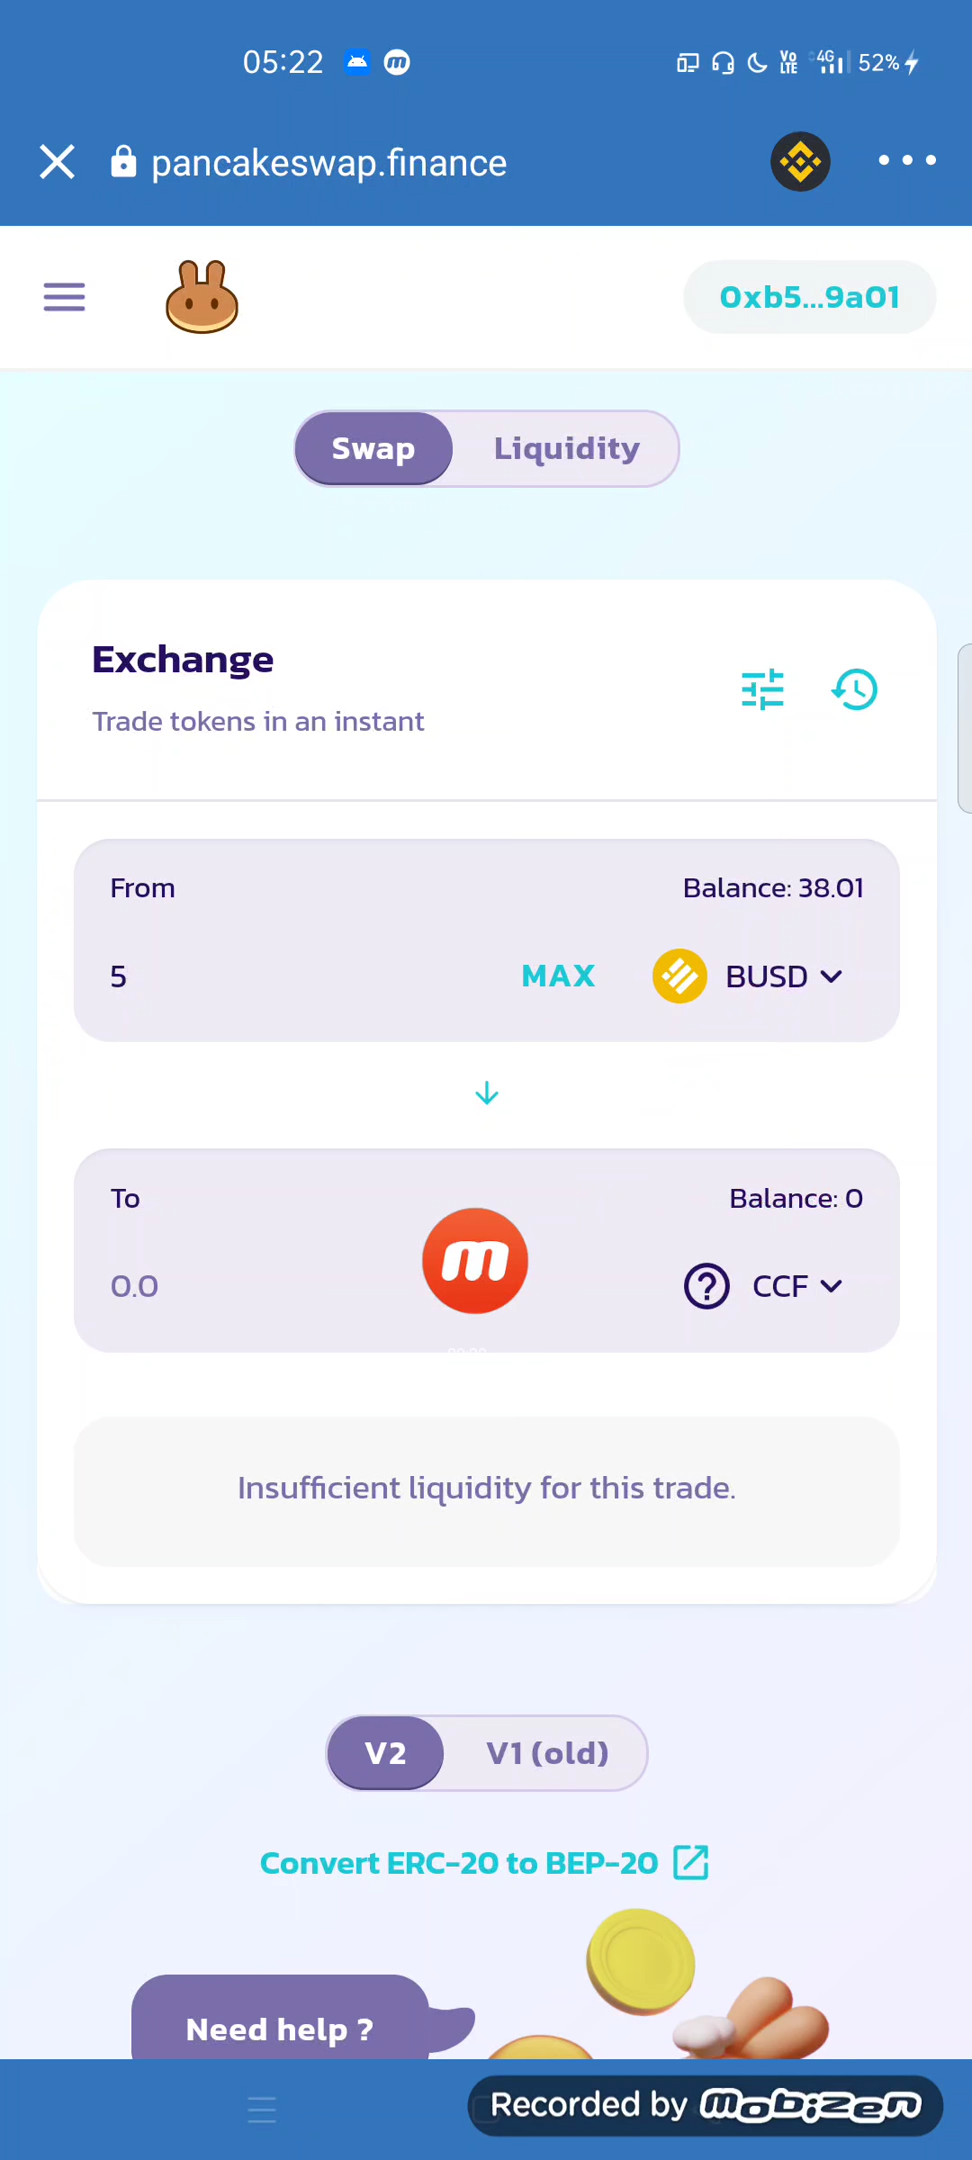 05:22
VoLTE 4G 52%
pancakeswap.finance
0xb5...9a01
Swap Liquidity
Exchange
Trade tokens in an instant
From Balance: 38.01
5 MAX BUSD
To Balance: 0
0.0 m ? CCF
Insufficient liquidity for this trade.
V2 V1 (old)
Convert ERC-20 to BEP-20
Need help ?
Recorded by mobizen